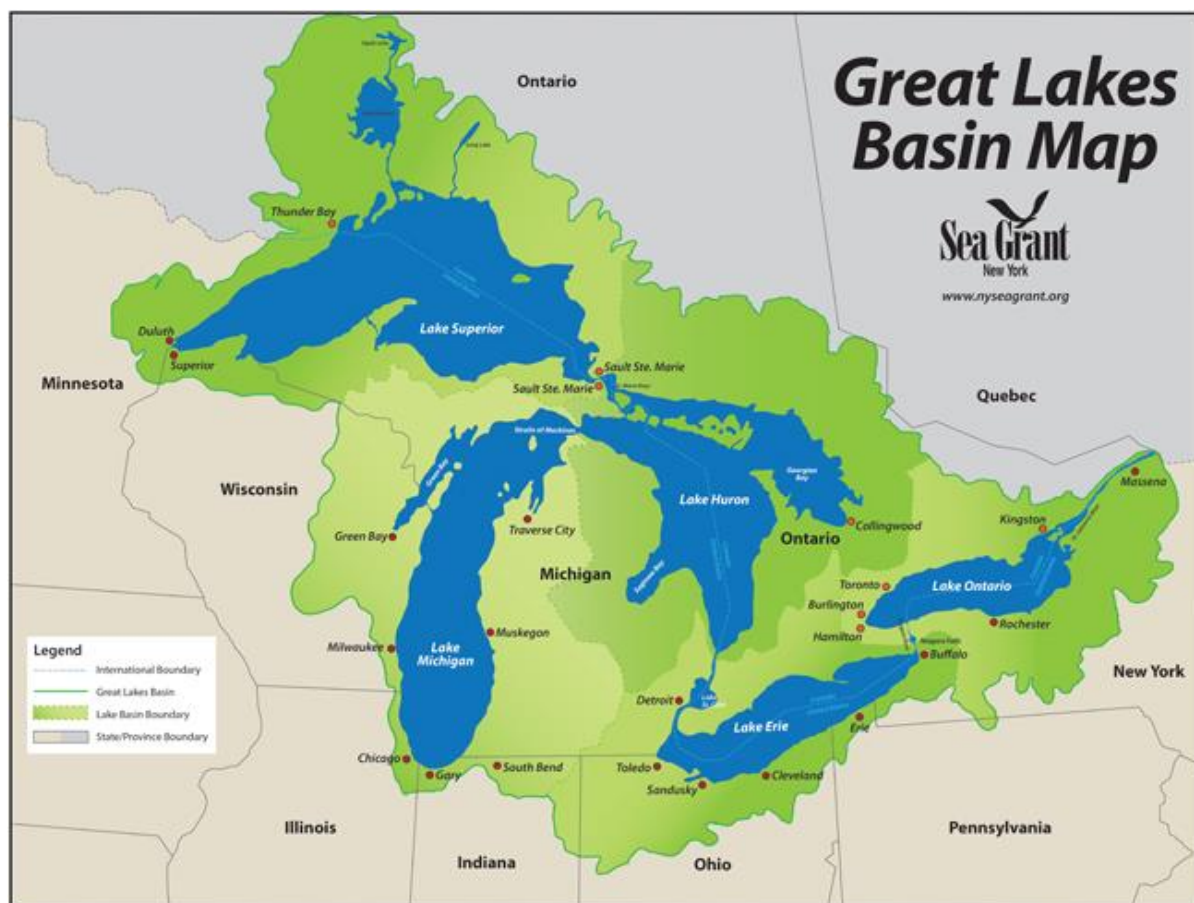 Great Lakes
Basin Map
Sea Grant
New York
www.nyseagrant.org
Ontario
Long Lake
Thunder Bay
Lake Superior
Duluth
Superior
Minnesota
Sault Ste. Marie
Sault Ste. Marie
Quebec
Straits of Mackinac
Green Bay
Georgian
Bay
Wisconsin
Lake Huron
Massena
Traverse City
Collingwood
Kingston
Green Bay
Ontario
Michigan
Saginaw Bay
Toronto
Lake Ontario
Burlington
Hamilton
Rochester
Niagara Falls
Muskegon
Milwaukee
Lake
Michigan
Buffalo
New York
Legend
International Boundary
Great Lakes Basin
Lake Basin Boundary
State/Province Boundary
Detroit
Lake
Lake Erie
Erie
Chicago
Gary
South Bend
Toledo
Sandusky
Cleveland
Illinois
Indiana
Ohio
Pennsylvania